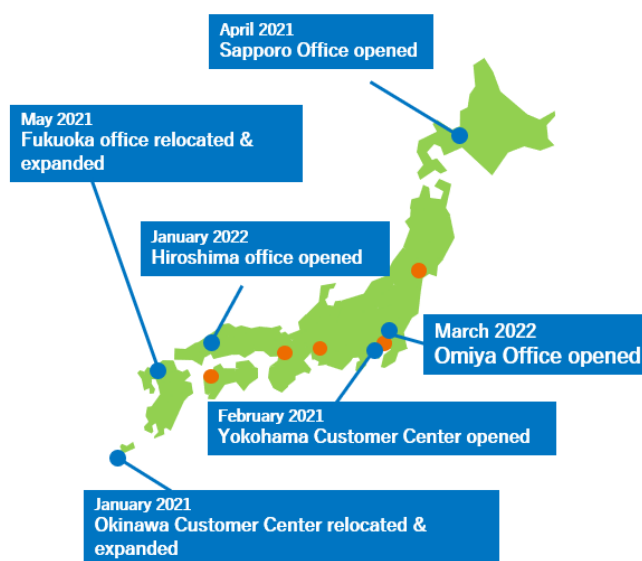 April 2021
Sapporo Office opened
May 2021
Fukuoka office relocated &
expanded
January 2022
Hiroshima office opened
March 2022
Omiya Office opened
February 2021
Yokohama Customer Center opened
January 2021
Okinawa Customer Center relocated &
expanded